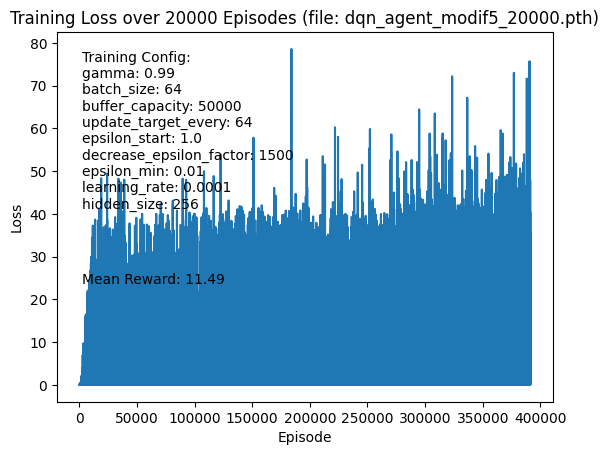 Training Loss over 20000 Episodes (file: dqn_agent_modif5_20000.pth)
80
70
60
50
40
30
20
10
0
Loss
Training Config:
gamma: 0.99
batch_size: 64
buffer_capacity: 50000
update_target_every: 64
epsilon_start: 1.0
decrease_epsilon_factor: 1500
epsilon_min: 0.01
learning_rate: 0.0001
hidden_size: 256
Mean Reward: 11.49
0 50000 100000 150000 200000 250000 300000 350000 400000
Episode